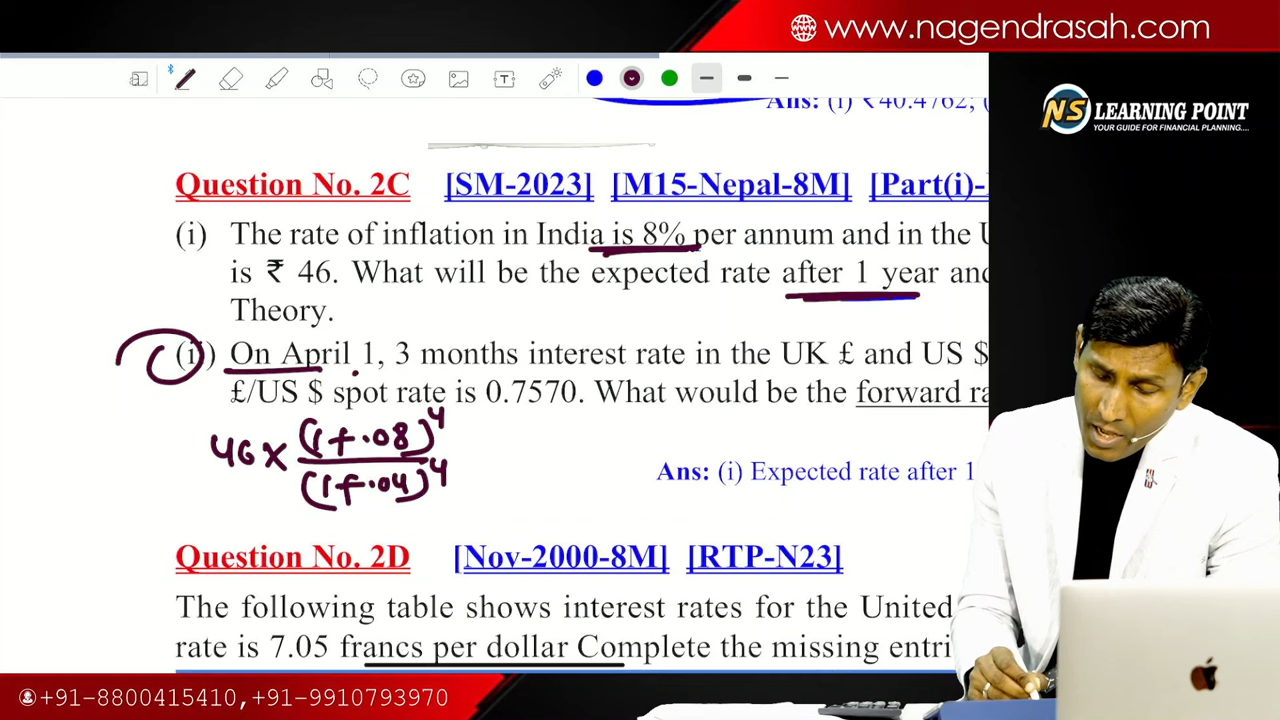 www.nagendrasah.com
NS LEARNING POINT
YOUR GUIDE FOR FINANCIAL PLANNING....
Ans: (i) ₹40.4762; (
Question No. 2C [SM-2023] [M15-Nepal-8M] [Part(i)-
(i) The rate of inflation in India is 8% per annum and in the U
is ₹ 46. What will be the expected rate after 1 year and
Theory.
(ii) On April 1, 3 months interest rate in the UK £ and US $
£/US $ spot rate is 0.7570. What would be the forward ra
46 × (1+.08)^4
(1+.04)^4
Ans: (i) Expected rate after 1
Question No. 2D [Nov-2000-8M] [RTP-N23]
The following table shows interest rates for the United
rate is 7.05 francs per dollar Complete the missing entri
+91-8800415410,+91-9910793970